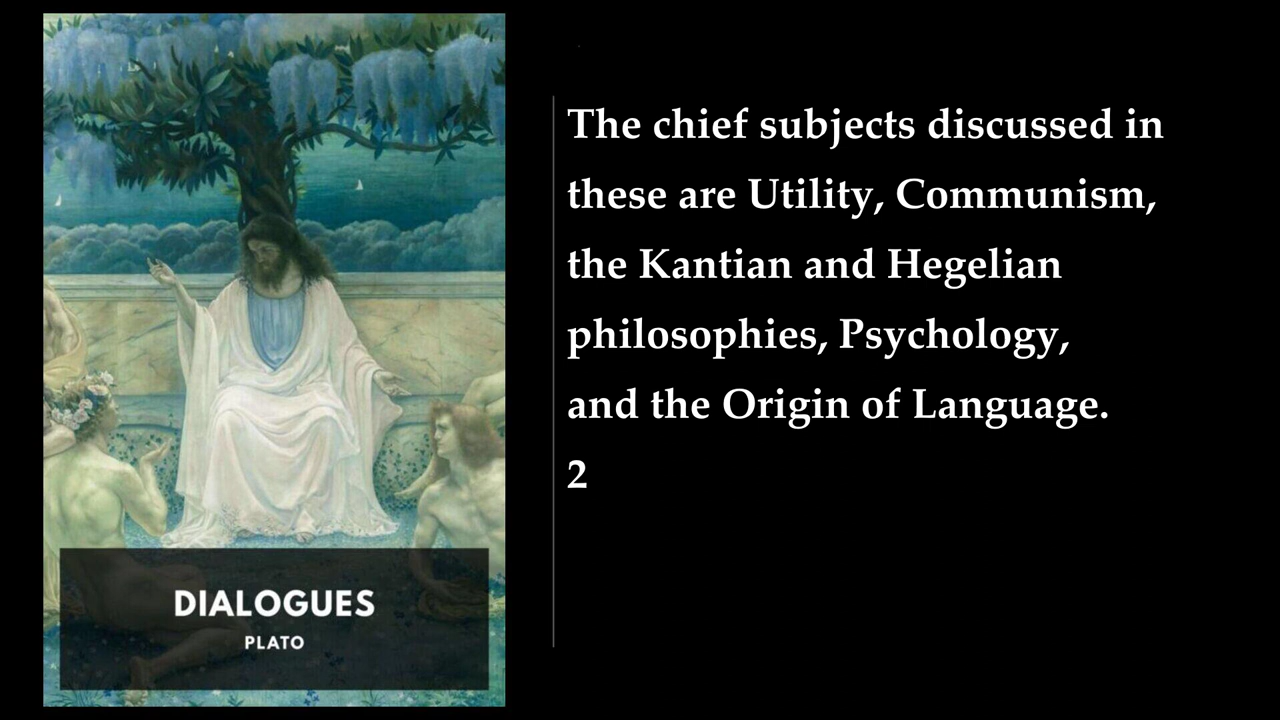 The chief subjects discussed in
these are Utility, Communism,
the Kantian and Hegelian
philosophies, Psychology,
and the Origin of Language.
2
DIALOGUES
PLATO